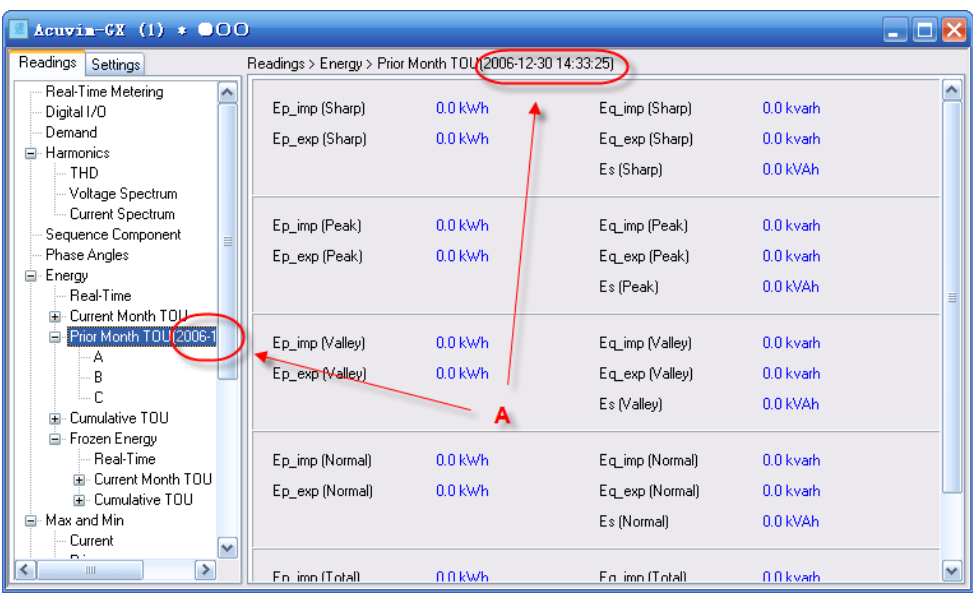 Acuvim-GX (1) *
Readings Settings
Readings > Energy > Prior Month TOU(2006-12-30 14:33:25)
Real-Time Metering
Digital I/O
Demand
Harmonics
THD
Voltage Spectrum
Current Spectrum
Sequence Component
Phase Angles
Energy
Real-Time
Current Month TOU
Prior Month TOU(2006-1
A
B
C
Cumulative TOU
Frozen Energy
Real-Time
Current Month TOU
Cumulative TOU
Max and Min
Current
Ep_imp (Sharp) 0.0 kWh Eq_imp (Sharp) 0.0 kvarh
Ep_exp (Sharp) 0.0 kWh Eq_exp (Sharp) 0.0 kvarh
Es (Sharp) 0.0 kVAh
Ep_imp (Peak) 0.0 kWh Eq_imp (Peak) 0.0 kvarh
Ep_exp (Peak) 0.0 kWh Eq_exp (Peak) 0.0 kvarh
Es (Peak) 0.0 kVAh
Ep_imp (Valley) 0.0 kWh Eq_imp (Valley) 0.0 kvarh
Ep_exp (Valley) 0.0 kWh Eq_exp (Valley) 0.0 kvarh
Es (Valley) 0.0 kVAh
A
Ep_imp (Normal) 0.0 kWh Eq_imp (Normal) 0.0 kvarh
Ep_exp (Normal) 0.0 kWh Eq_exp (Normal) 0.0 kvarh
Es (Normal) 0.0 kVAh
Ep_imp (Total) 0.0 kWh Eq_imp (Total) 0.0 kvarh